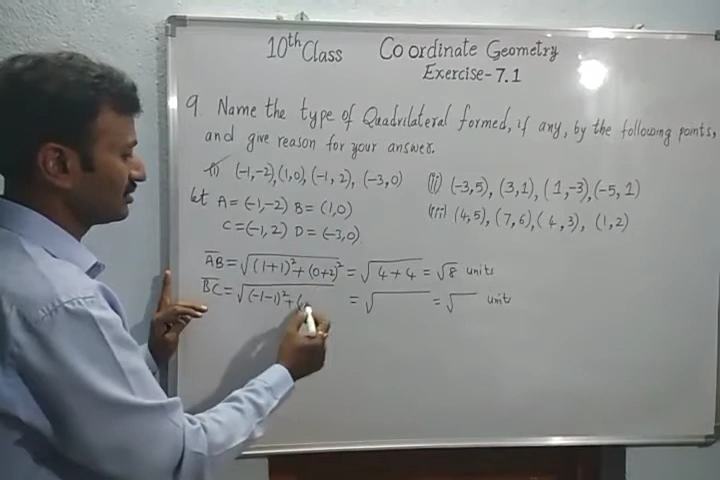 10th Class Coordinate Geometry
Exercise-7.1
9. Name the type of Quadrilateral formed, if any, by the following points,
and give reason for your answer.
(i) (-1,-2), (1,0), (-1,2), (-3,0) (ii) (-3,5), (3,1), (1,-3), (-5,1)
let A = (-1,-2) B = (1,0) (iii) (4,5), (7,6), (4,3), (1,2)
C = (-1,2) D = (-3,0)
A̅B̅ = √(1+1)²+(0+2)² = √4+4 = √8 units
B̅C̅ = √(-1-1)²+( = √ = √ unit